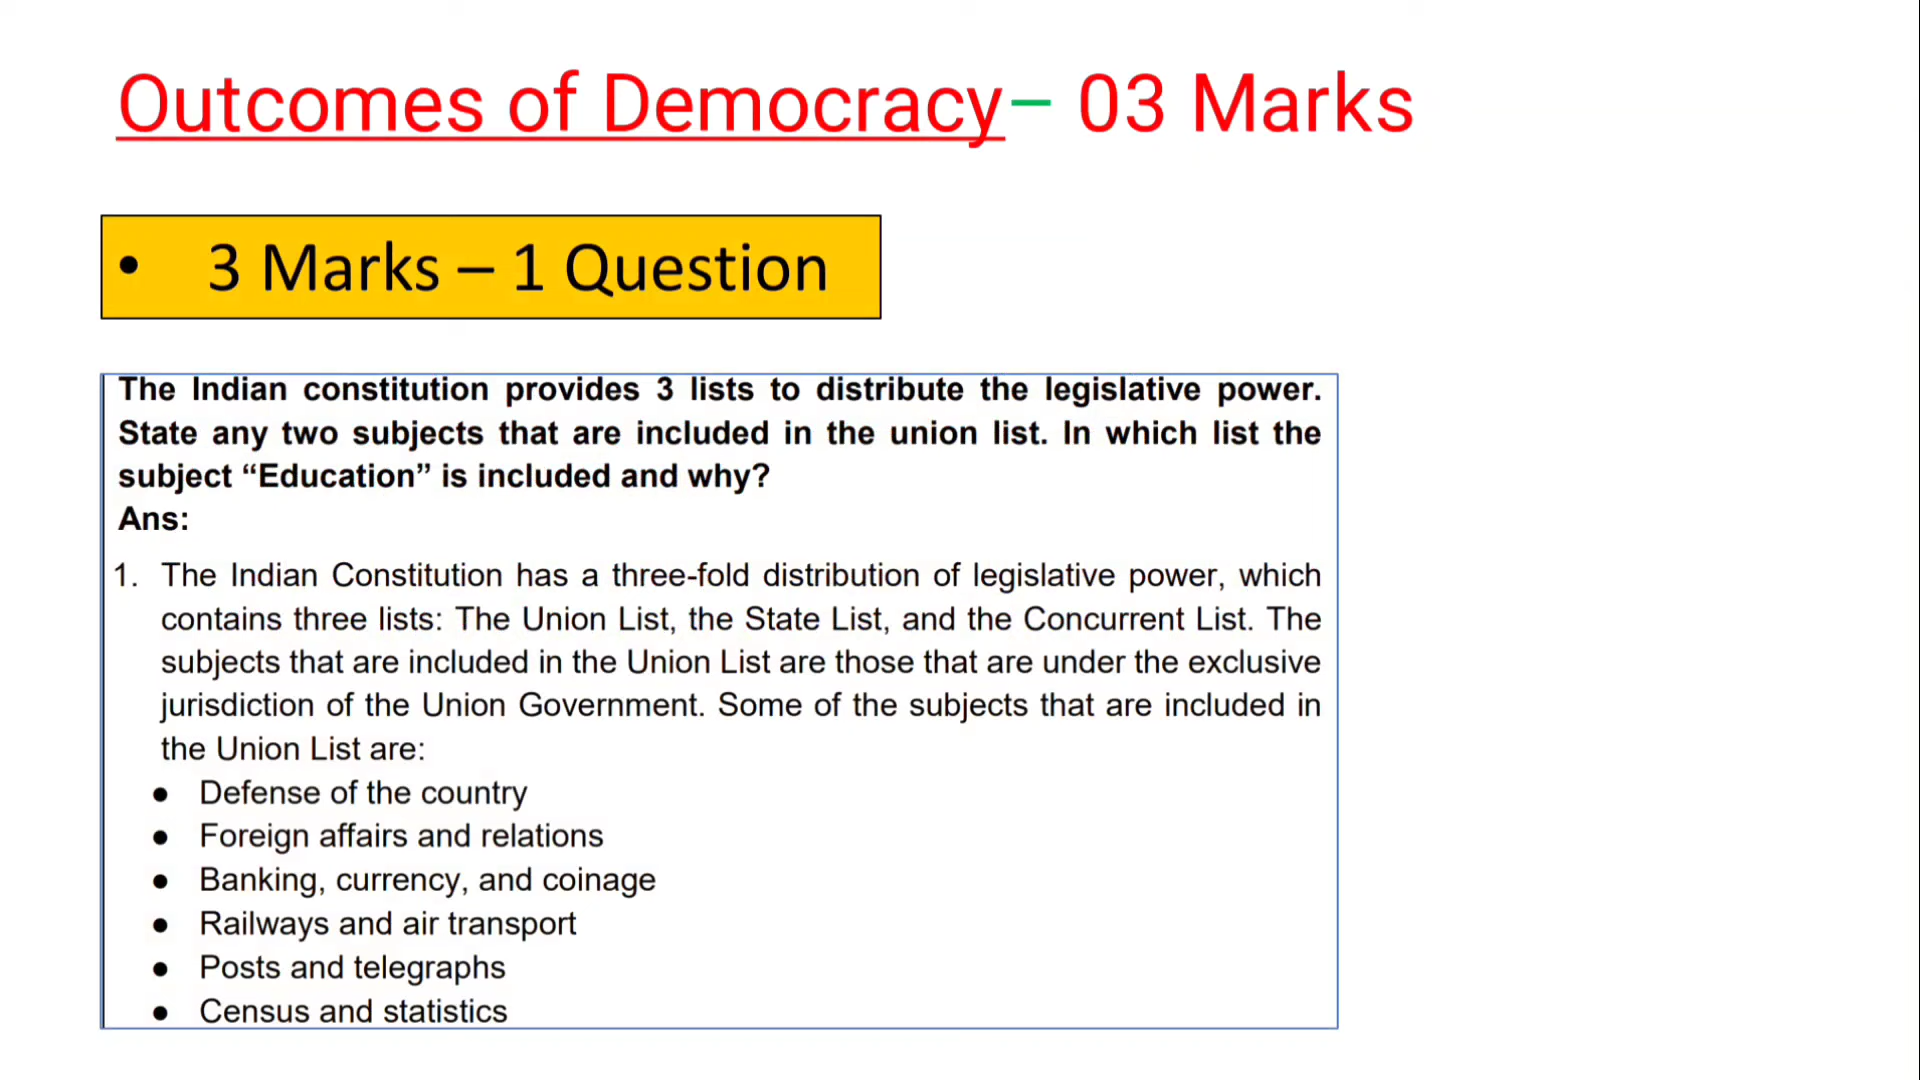 Outcomes of Democracy– 03 Marks
• 3 Marks – 1 Question
The Indian constitution provides 3 lists to distribute the legislative power.
State any two subjects that are included in the union list. In which list the
subject “Education” is included and why?
Ans:
1. The Indian Constitution has a three-fold distribution of legislative power, which
contains three lists: The Union List, the State List, and the Concurrent List. The
subjects that are included in the Union List are those that are under the exclusive
jurisdiction of the Union Government. Some of the subjects that are included in
the Union List are:
● Defense of the country
● Foreign affairs and relations
● Banking, currency, and coinage
● Railways and air transport
● Posts and telegraphs
● Census and statistics